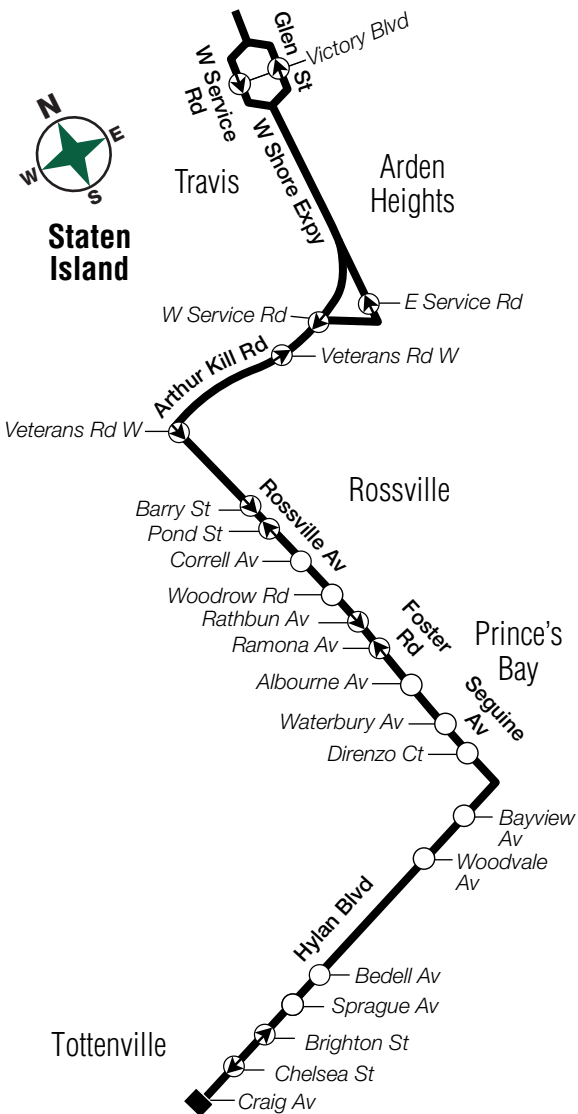 Glen St
Victory Blvd
W Service
Rd
N
E
W
S
Staten
Island
Travis
W Shore Expy
Arden
Heights
W Service Rd
E Service Rd
Arthur Kill Rd
Veterans Rd W
Veterans Rd W
Rossville
Barry St
Rossville Av
Pond St
Correll Av
Woodrow Rd
Rathbun Av
Foster
Rd
Ramona Av
Prince's
Bay
Albourne Av
Seguine
Av
Waterbury Av
Direnzo Ct
Bayview
Av
Woodvale
Av
Hylan Blvd
Bedell Av
Sprague Av
Tottenville
Brighton St
Chelsea St
Craig Av